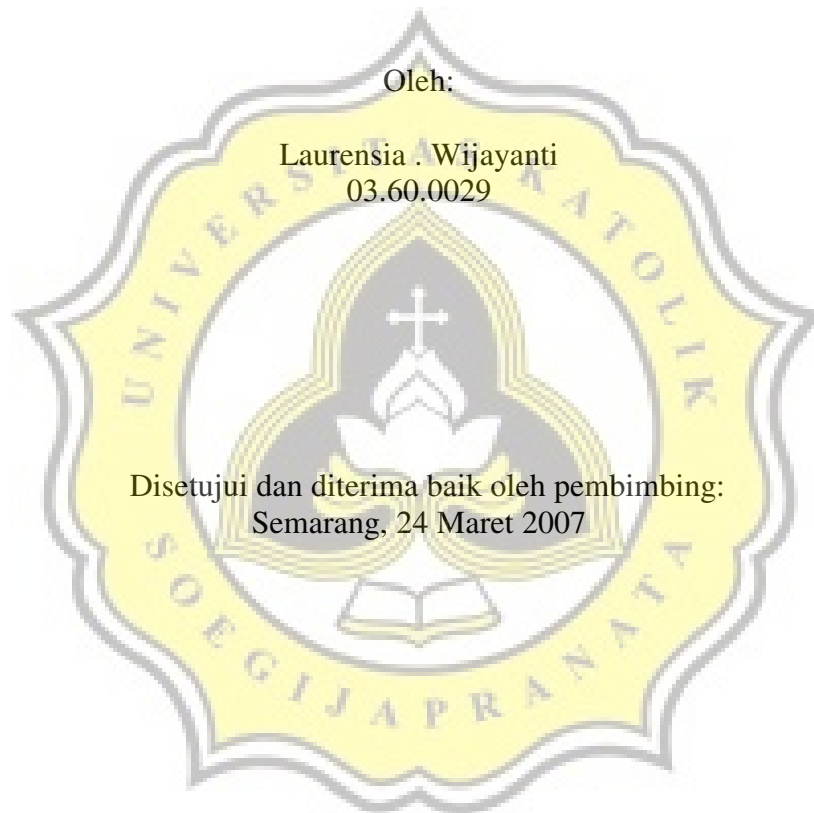 Oleh:
Laurensia . Wijayanti
03.60.0029
Disetujui dan diterima baik oleh pembimbing:
Semarang, 24 Maret 2007
UNIVERSITAS KATOLIK
SOEGIJAPRANATA